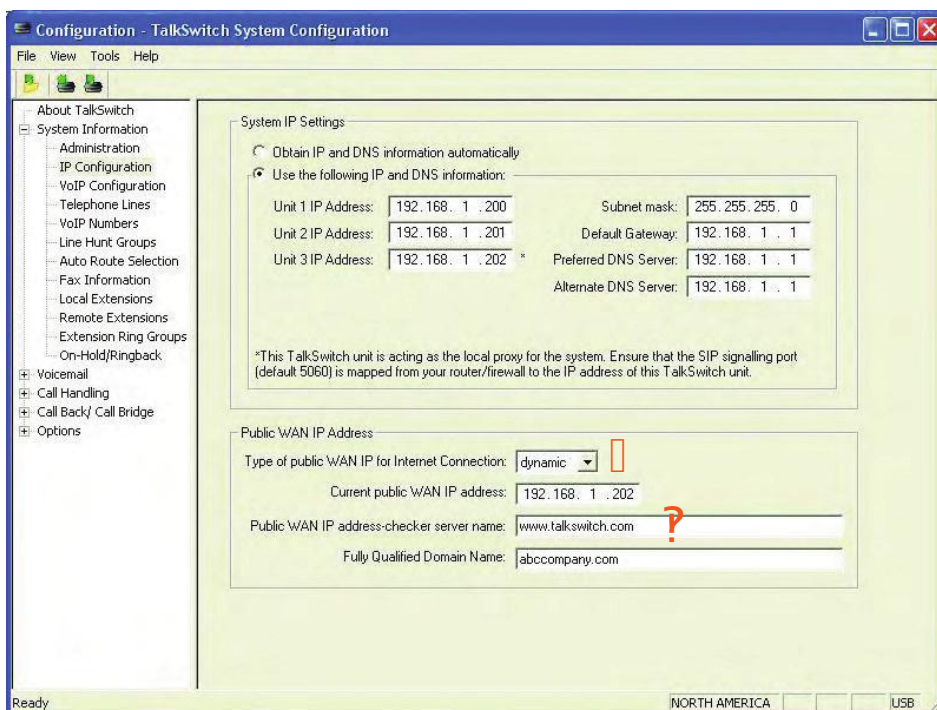 Configuration - TalkSwitch System Configuration
File View Tools Help
About TalkSwitch
System Information
Administration
IP Configuration
VoIP Configuration
Telephone Lines
VoIP Numbers
Line Hunt Groups
Auto Route Selection
Fax Information
Local Extensions
Remote Extensions
Extension Ring Groups
On-Hold/Ringback
Voicemail
Call Handling
Call Back/ Call Bridge
Options
System IP Settings
Obtain IP and DNS information automatically
Use the following IP and DNS information:
Unit 1 IP Address: 192.168. 1 .200
Unit 2 IP Address: 192.168. 1 .201
Unit 3 IP Address: 192.168. 1 .202 *
Subnet mask: 255.255.255. 0
Default Gateway: 192.168. 1 . 1
Preferred DNS Server: 192.168. 1 . 1
Alternate DNS Server: 192.168. 1 . 1
*This TalkSwitch unit is acting as the local proxy for the system. Ensure that the SIP signalling port
(default 5060) is mapped from your router/firewall to the IP address of this TalkSwitch unit.
Public WAN IP Address
Type of public WAN IP for Internet Connection: dynamic
Current public WAN IP address: 192.168. 1 .202
Public WAN IP address-checker server name: www.talkswitch.com ?
Fully Qualified Domain Name: abccompany.com
Ready
NORTH AMERICA
USB